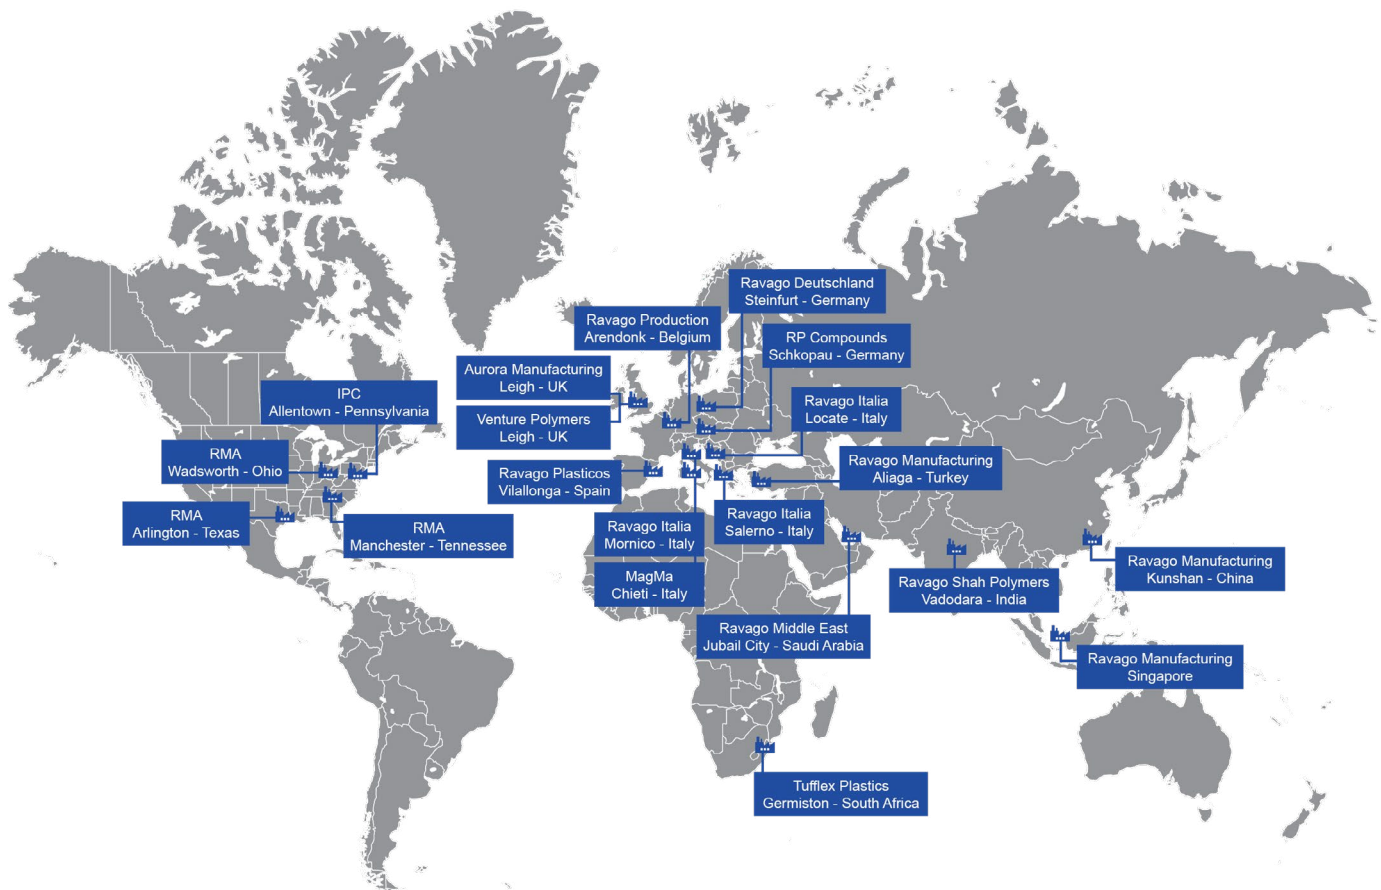 Ravago Deutschland
Steinfurt - Germany
Ravago Production
Arendonk - Belgium
RP Compounds
Schkopau - Germany
Aurora Manufacturing
Leigh - UK
IPC
Allentown - Pennsylvania
Ravago Italia
Locate - Italy
Venture Polymers
Leigh - UK
RMA
Wadsworth - Ohio
Ravago Plasticos
Vilallonga - Spain
Ravago Manufacturing
Aliaga - Turkey
RMA
Arlington - Texas
RMA
Manchester - Tennessee
Ravago Italia
Mornico - Italy
Ravago Italia
Salerno - Italy
MagMa
Chieti - Italy
Ravago Shah Polymers
Vadodara - India
Ravago Manufacturing
Kunshan - China
Ravago Middle East
Jubail City - Saudi Arabia
Ravago Manufacturing
Singapore
Tufflex Plastics
Germiston - South Africa